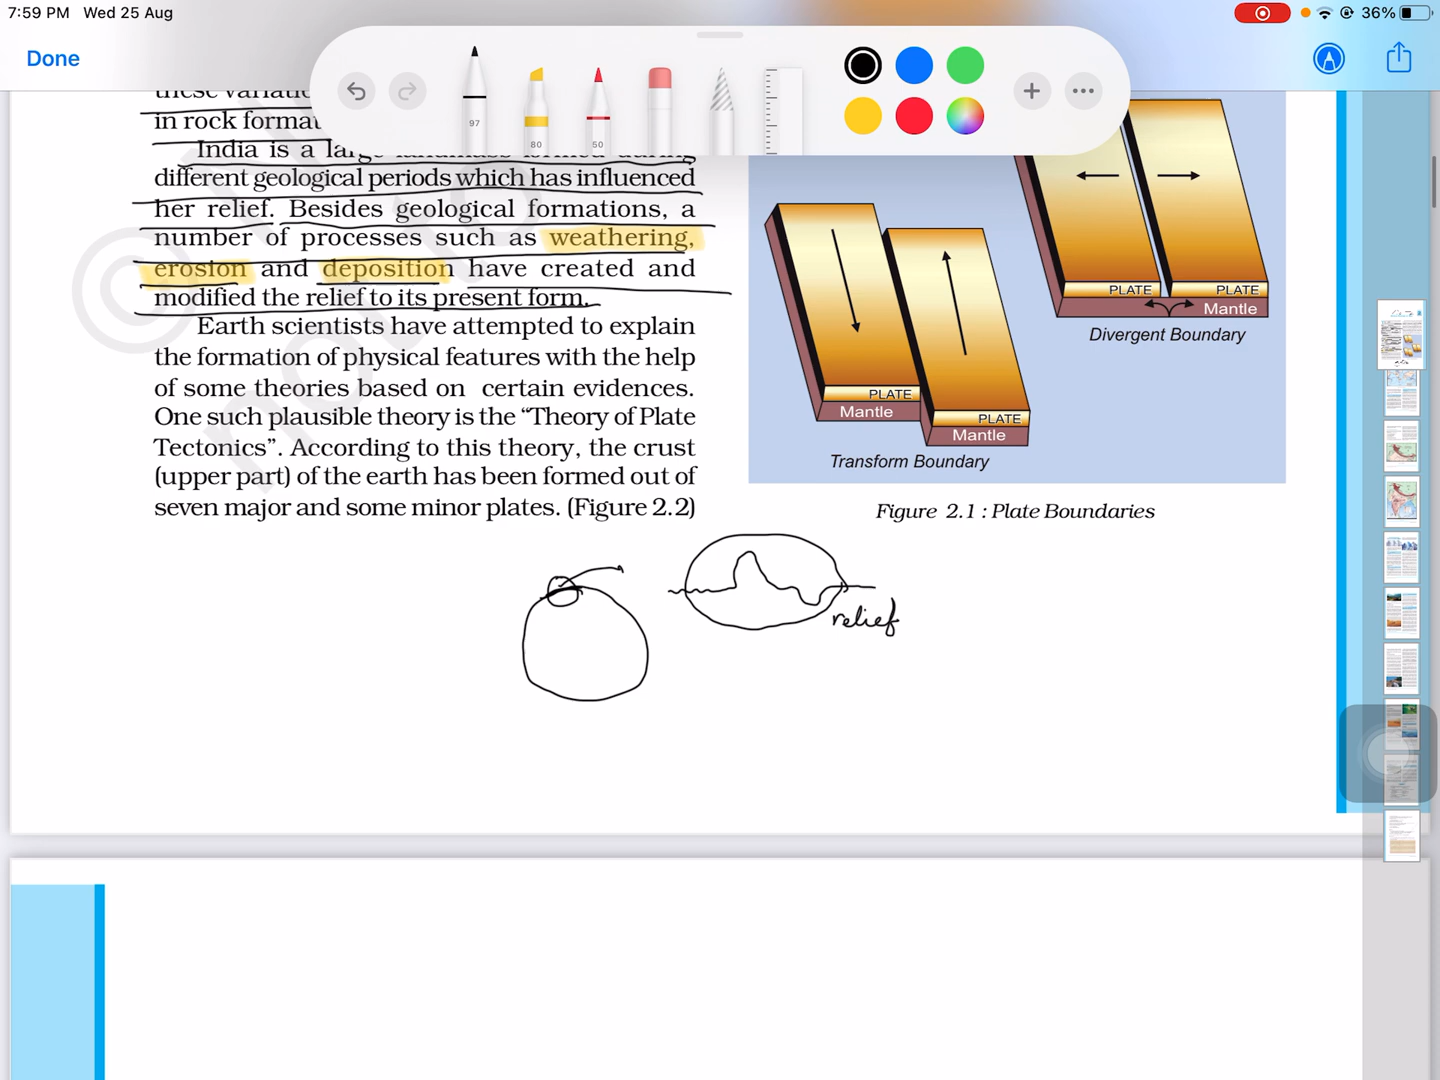 7:59 PM Wed 25 Aug
36%
Done
97
80
50
these variatio
in rock format
India is a large landmass formed during
different geological periods which has influenced
her relief. Besides geological formations, a
number of processes such as weathering,
erosion and deposition have created and
modified the relief to its present form.
Earth scientists have attempted to explain
the formation of physical features with the help
of some theories based on certain evidences.
One such plausible theory is the “Theory of Plate
Tectonics”. According to this theory, the crust
(upper part) of the earth has been formed out of
seven major and some minor plates. (Figure 2.2)
PLATE
PLATE
Mantle
Divergent Boundary
PLATE
Mantle
PLATE
Mantle
Transform Boundary
Figure 2.1 : Plate Boundaries
relief